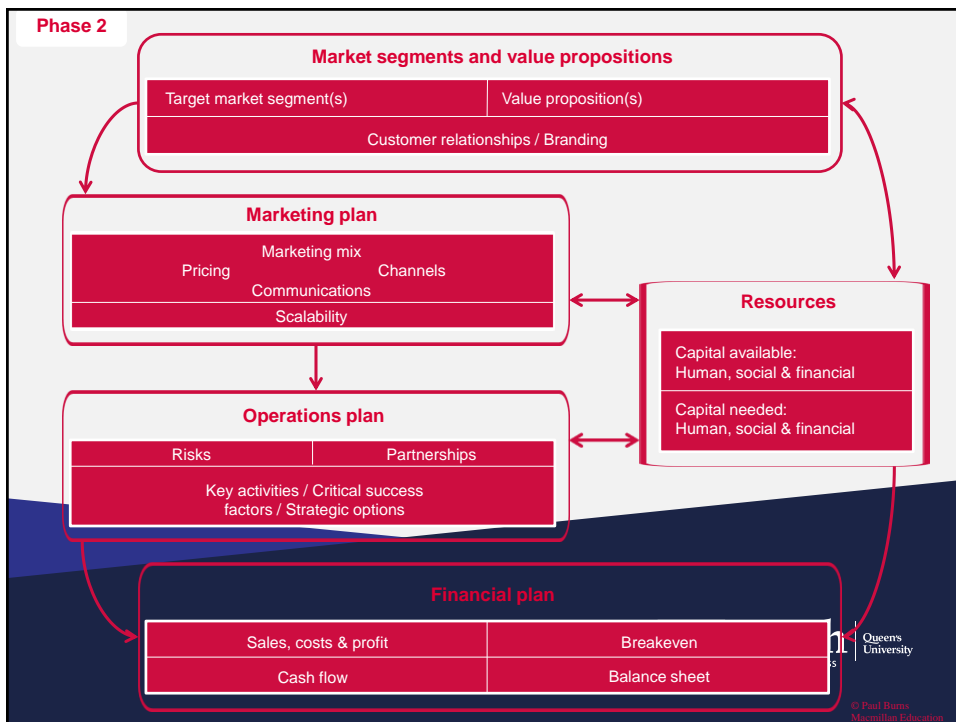 Phase 2
Market segments and value propositions
Target market segment(s)
Value proposition(s)
Customer relationships / Branding
Marketing plan
Marketing mix
Pricing
Channels
Communications
Scalability
Resources
Capital available:
Human, social & financial
Capital needed:
Human, social & financial
Operations plan
Risks
Partnerships
Key activities / Critical success
factors / Strategic options
Financial plan
Sales, costs & profit
Breakeven
Cash flow
Balance sheet
Queen's
University
© Paul Burns
Macmillan Education